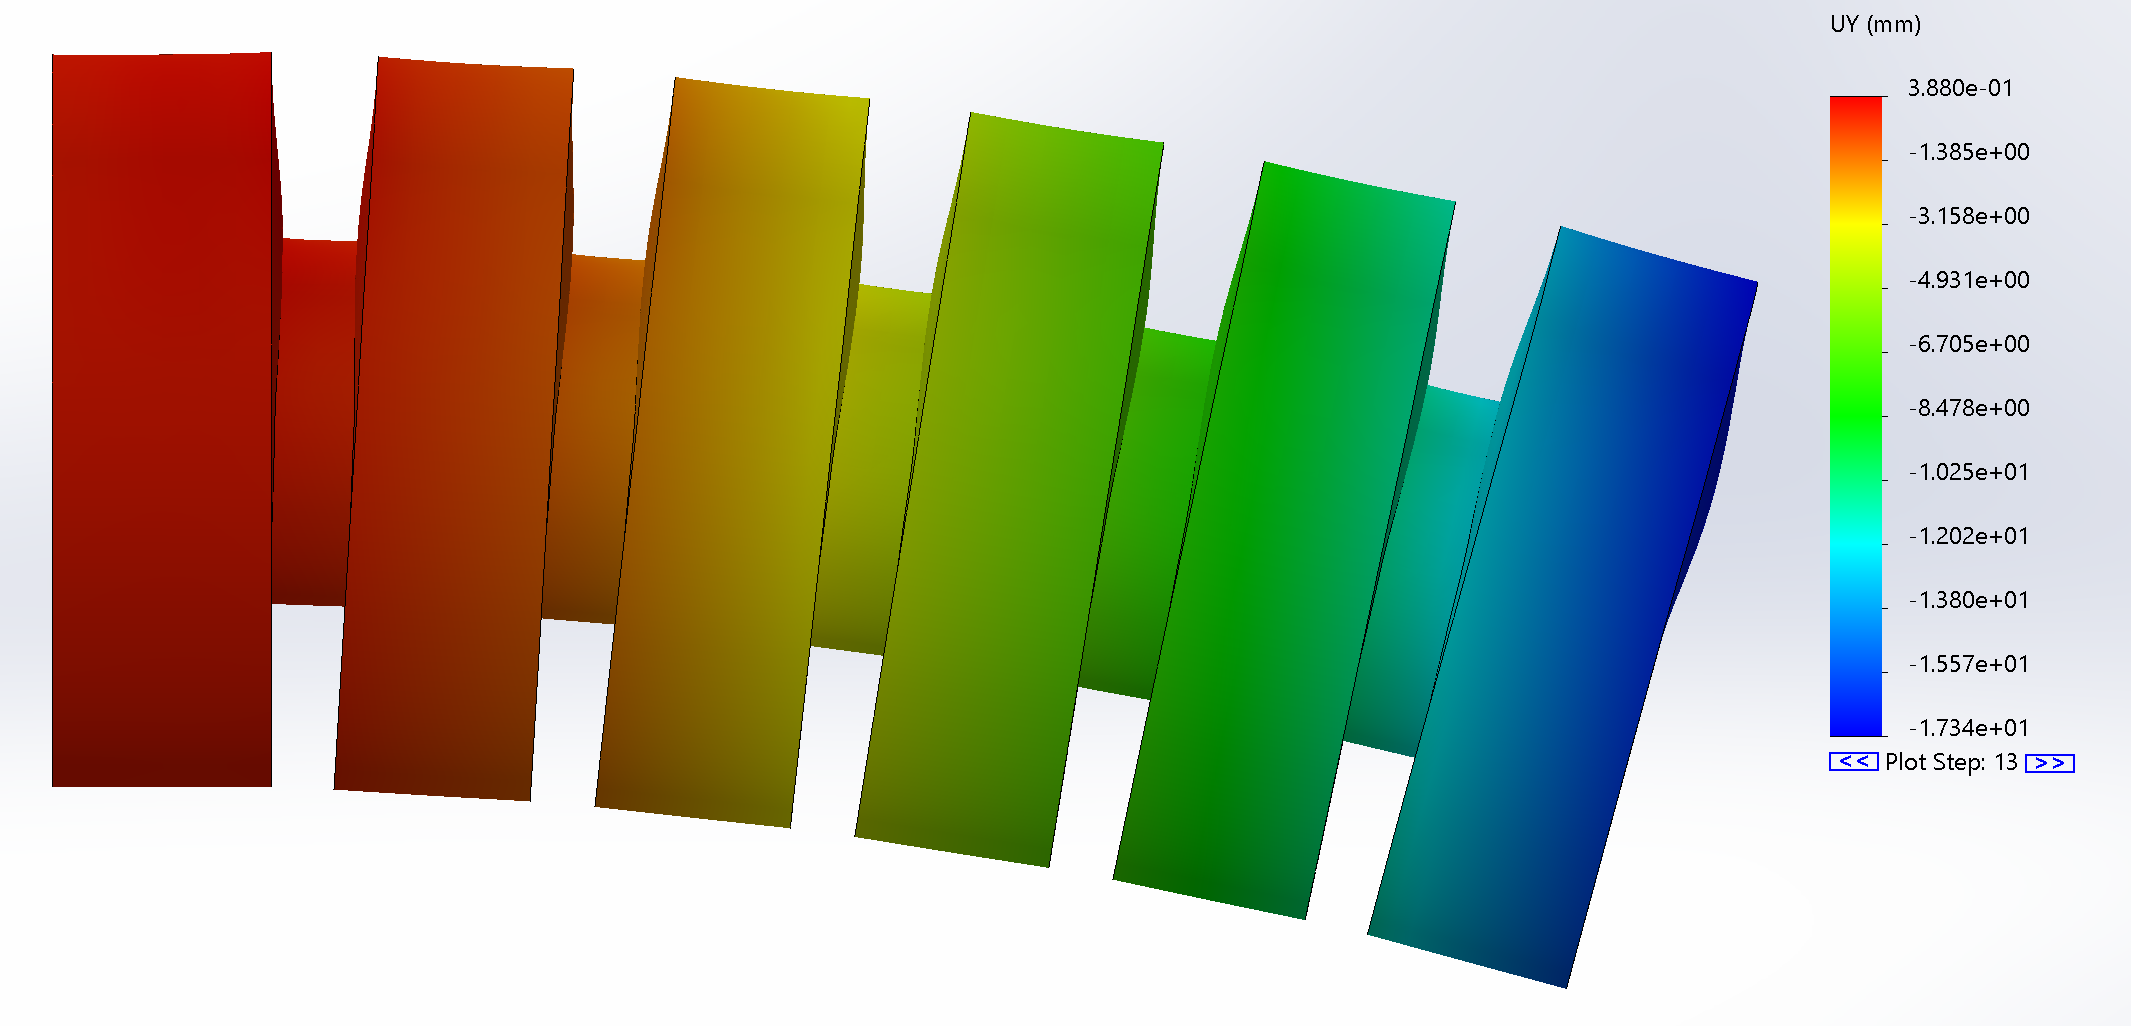 UY (mm)
3.880e-01
-1.385e+00
-3.158e+00
-4.931e+00
-6.705e+00
-8.478e+00
-1.025e+01
-1.202e+01
-1.380e+01
-1.557e+01
-1.734e+01
<< Plot Step: 13 >>